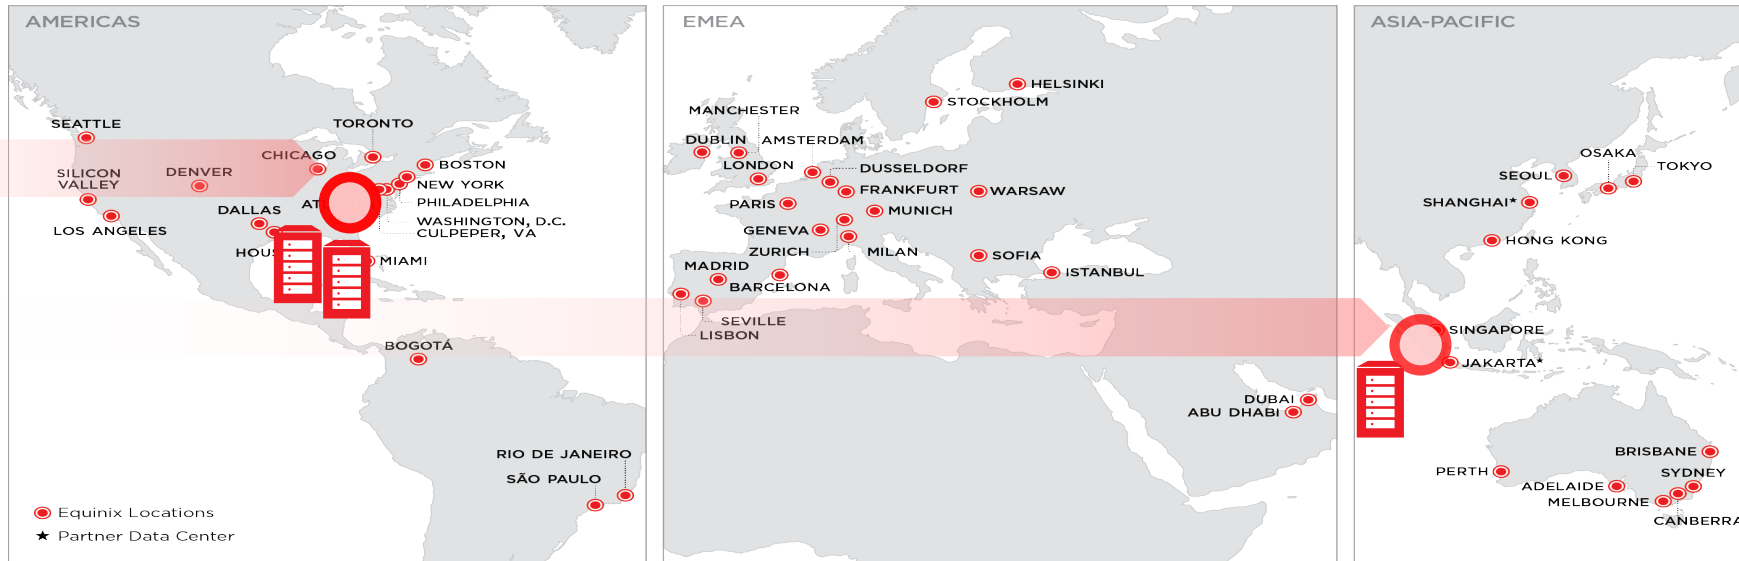 AMERICAS
SEATTLE
TORONTO
CHICAGO
BOSTON
SILICON
VALLEY
DENVER
NEW YORK
PHILADELPHIA
DALLAS
WASHINGTON, D.C.
CULPEPER, VA
LOS ANGELES
MIAMI
BOGOTÁ
RIO DE JANEIRO
SÃO PAULO
Equinix Locations
★ Partner Data Center
EMEA
HELSINKI
STOCKHOLM
MANCHESTER
DUBLIN
AMSTERDAM
LONDON
DUSSELDORF
FRANKFURT
WARSAW
PARIS
MUNICH
GENEVA
ZURICH
MILAN
SOFIA
MADRID
ISTANBUL
BARCELONA
SEVILLE
LISBON
DUBAI
ABU DHABI
ASIA-PACIFIC
OSAKA
TOKYO
SEOUL
SHANGHAI★
HONG KONG
SINGAPORE
JAKARTA★
BRISBANE
PERTH
SYDNEY
ADELAIDE
MELBOURNE
CANBERRA